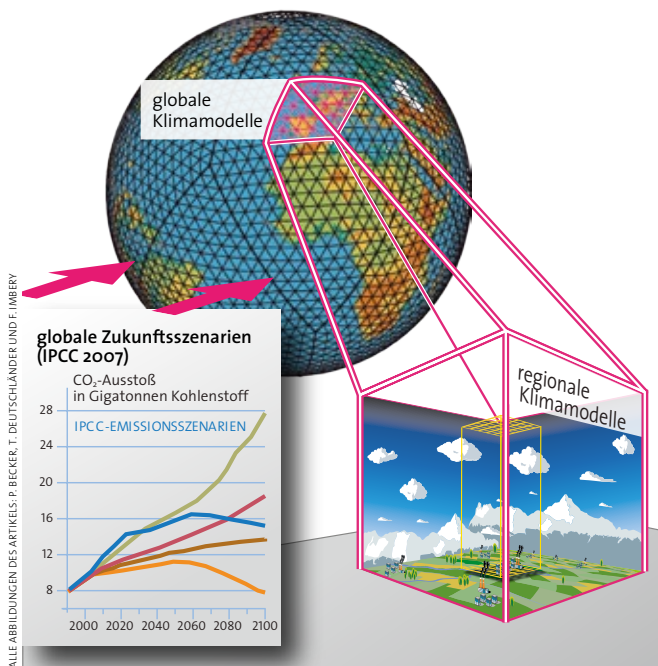 globale
Klimamodelle
ALLE ABBILDUNGEN DES ARTIKELS: P. BECKER, T. DEUTSCHLÄNDER UND F. IMBERY
globale Zukunftsszenarien
(IPCC 2007)
CO₂-Ausstoß
in Gigatonnen Kohlenstoff
28
IPCC-EMISSIONSSZENARIEN
24
20
16
12
8
2000 2020 2040 2060 2080 2100
regionale
Klimamodelle